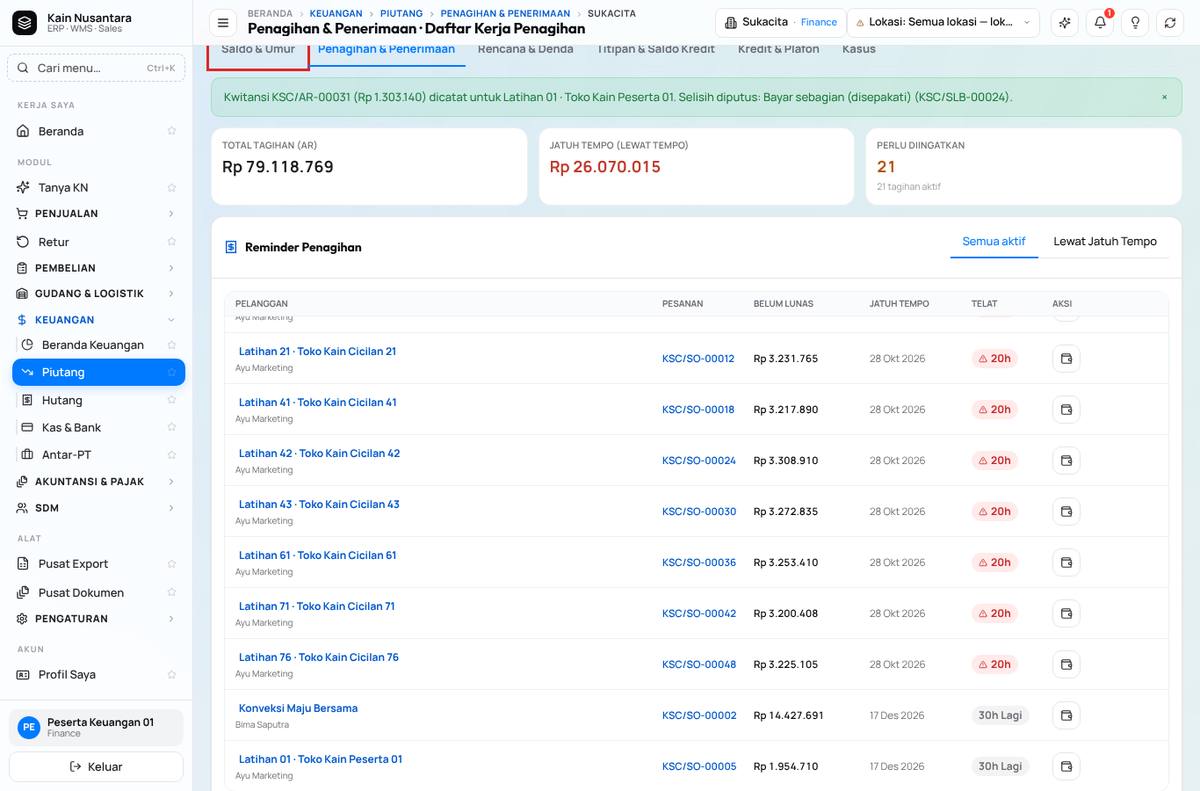 Kain Nusantara
ERP · WMS · Sales
Cari menu... Ctrl+K
KERJA SAYA
Beranda
MODUL
Tanya KN
PENJUALAN
Retur
PEMBELIAN
GUDANG & LOGISTIK
KEUANGAN
Beranda Keuangan
Piutang
Hutang
Kas & Bank
Antar-PT
AKUNTANSI & PAJAK
SDM
ALAT
Pusat Export
Pusat Dokumen
PENGATURAN
AKUN
Profil Saya
PE Peserta Keuangan 01
Finance
Keluar
BERANDA › KEUANGAN › PIUTANG › PENAGIHAN & PENERIMAAN › SUKACITA
Penagihan & Penerimaan · Daftar Kerja Penagihan
Sukacita · Finance
Lokasi: Semua lokasi — lok...
1
Saldo & Umur Penagihan & Penerimaan Rencana & Denda Titipan & Saldo Kredit Kredit & Plafon Kasus
Kwitansi KSC/AR-00031 (Rp 1.303.140) dicatat untuk Latihan 01 · Toko Kain Peserta 01. Selisih diputus: Bayar sebagian (disepakati) (KSC/SLB-00024). ×
TOTAL TAGIHAN (AR)
Rp 79.118.769
JATUH TEMPO (LEWAT TEMPO)
Rp 26.070.015
PERLU DIINGATKAN
21
21 tagihan aktif
Reminder Penagihan
Semua aktif Lewat Jatuh Tempo
PELANGGAN PESANAN BELUM LUNAS JATUH TEMPO TELAT AKSI
Ayu Marketing
Latihan 21 · Toko Kain Cicilan 21 KSC/SO-00012 Rp 3.231.765 28 Okt 2026 20h
Ayu Marketing
Latihan 41 · Toko Kain Cicilan 41 KSC/SO-00018 Rp 3.217.890 28 Okt 2026 20h
Ayu Marketing
Latihan 42 · Toko Kain Cicilan 42 KSC/SO-00024 Rp 3.308.910 28 Okt 2026 20h
Ayu Marketing
Latihan 43 · Toko Kain Cicilan 43 KSC/SO-00030 Rp 3.272.835 28 Okt 2026 20h
Ayu Marketing
Latihan 61 · Toko Kain Cicilan 61 KSC/SO-00036 Rp 3.253.410 28 Okt 2026 20h
Ayu Marketing
Latihan 71 · Toko Kain Cicilan 71 KSC/SO-00042 Rp 3.200.408 28 Okt 2026 20h
Ayu Marketing
Latihan 76 · Toko Kain Cicilan 76 KSC/SO-00048 Rp 3.225.105 28 Okt 2026 20h
Ayu Marketing
Konveksi Maju Bersama KSC/SO-00002 Rp 14.427.691 17 Des 2026 30h Lagi
Bima Saputra
Latihan 01 · Toko Kain Peserta 01 KSC/SO-00005 Rp 1.954.710 17 Des 2026 30h Lagi
Ayu Marketing